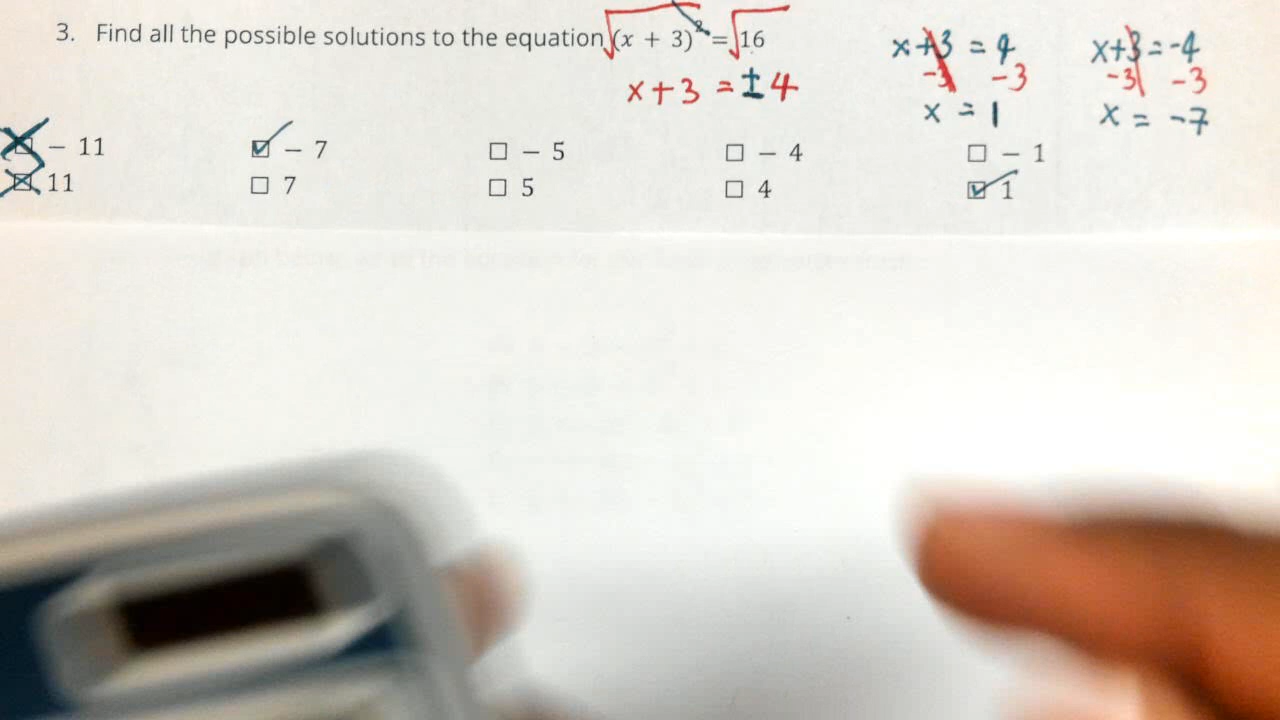 3. Find all the possible solutions to the equation √(x + 3)² = √16
x+3 = ±4
x+3 = 4
-3 -3
x = 1
x+3=-4
-3 -3
x = -7
☒ − 11 ☑ − 7 ☐ − 5 ☐ − 4 ☐ − 1
☒ 11 ☐ 7 ☐ 5 ☐ 4 ☑ 1